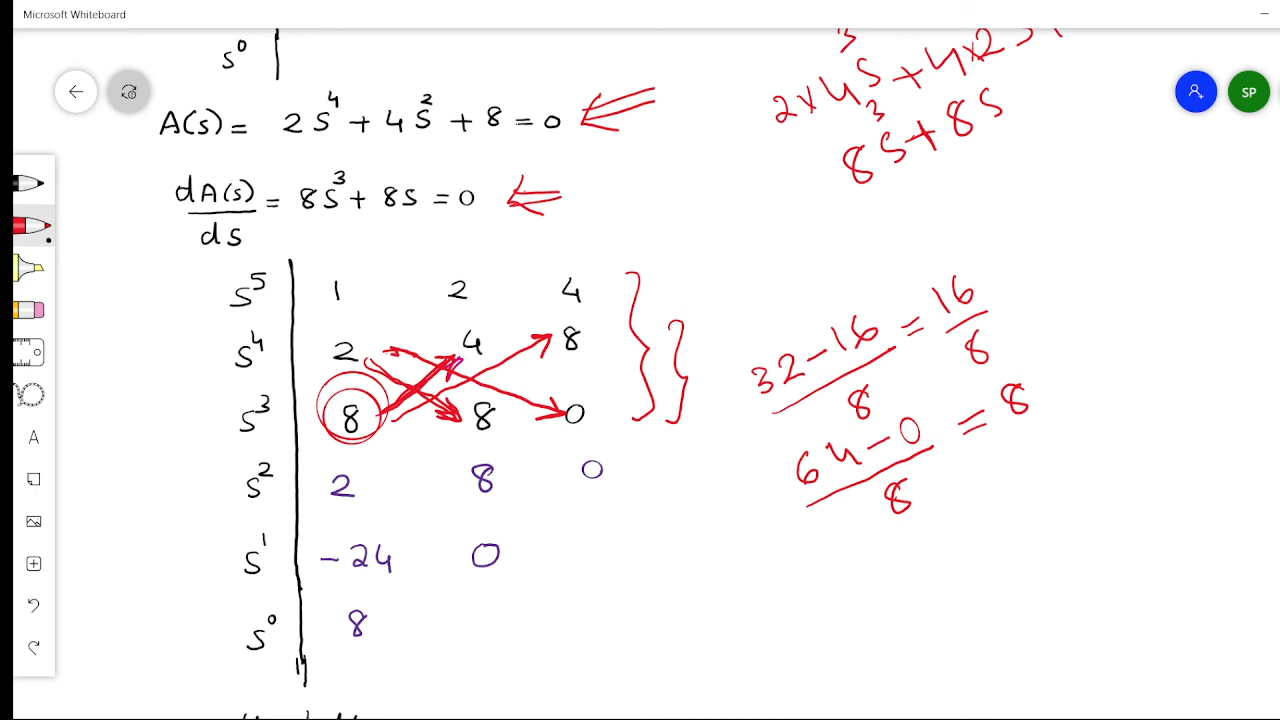 Microsoft Whiteboard
S⁰
SP
A(s) = 2S⁴ + 4S² + 8 = 0
2×4S³ + 4×2S
8S³ + 8S
dA(s)/ds = 8S³ + 8S = 0
S⁵ 1 2 4
S⁴ 2 4 8
S³ 8 8 0
S² 2 8 0
S¹ -24 0
S⁰ 8
32-16/8 = 16/8
64-0/8 = 8
A